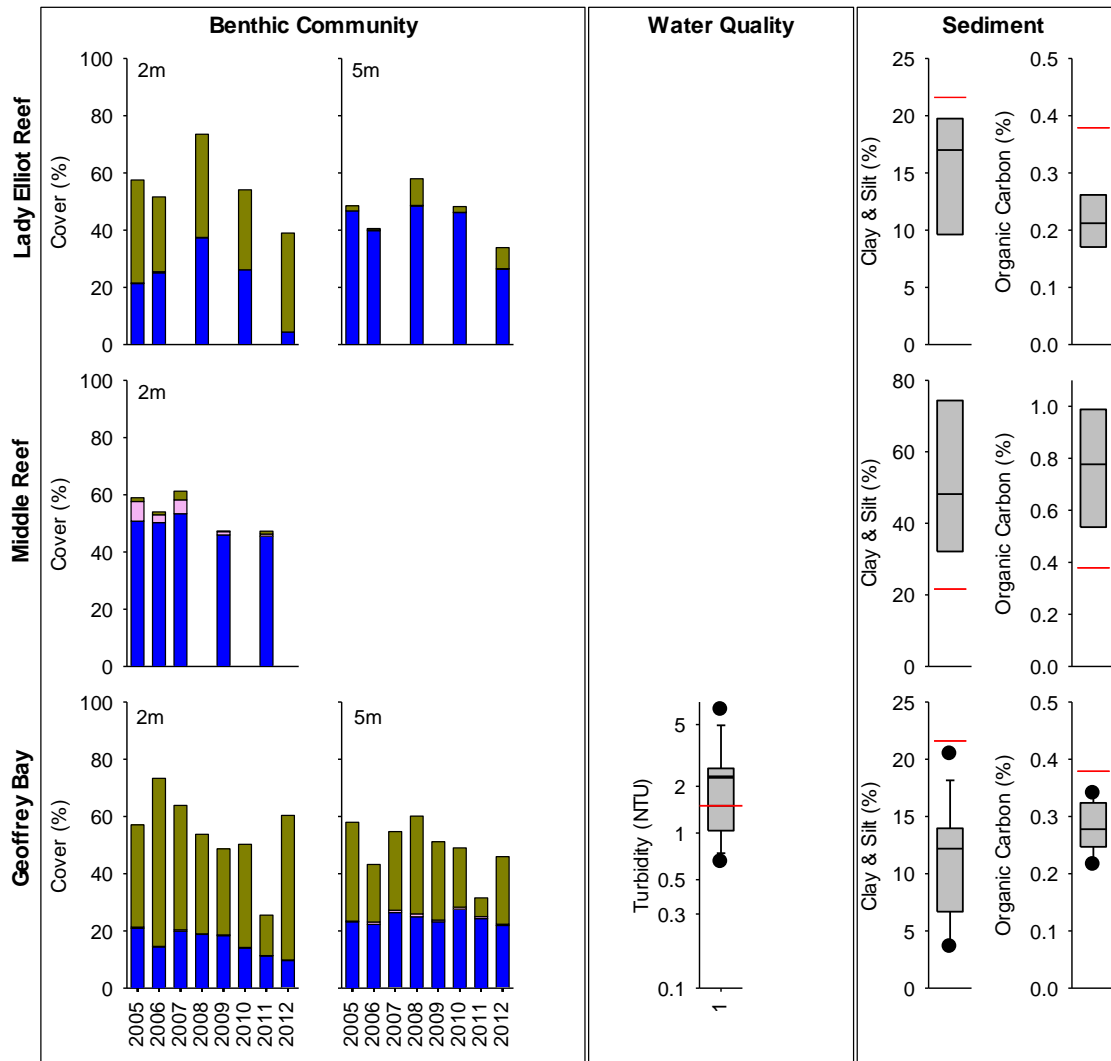 Benthic Community
Water Quality
Sediment
Lady Elliot Reef
Cover (%)
100
80
60
40
20
0
2m
5m
Clay & Silt (%)
25
20
15
10
5
0
Organic Carbon (%)
0.5
0.4
0.3
0.2
0.1
0.0
Middle Reef
Cover (%)
100
80
60
40
20
0
2m
Clay & Silt (%)
80
60
40
20
0
Organic Carbon (%)
1.0
0.8
0.6
0.4
0.2
0.0
Geoffrey Bay
Cover (%)
100
80
60
40
20
0
2m
2005 2006 2007 2008 2009 2010 2011 2012
5m
2005 2006 2007 2008 2009 2010 2011 2012
Turbidity (NTU)
5
2
1
0.5
0.3
0.1
1
Clay & Silt (%)
25
20
15
10
5
0
Organic Carbon (%)
0.5
0.4
0.3
0.2
0.1
0.0